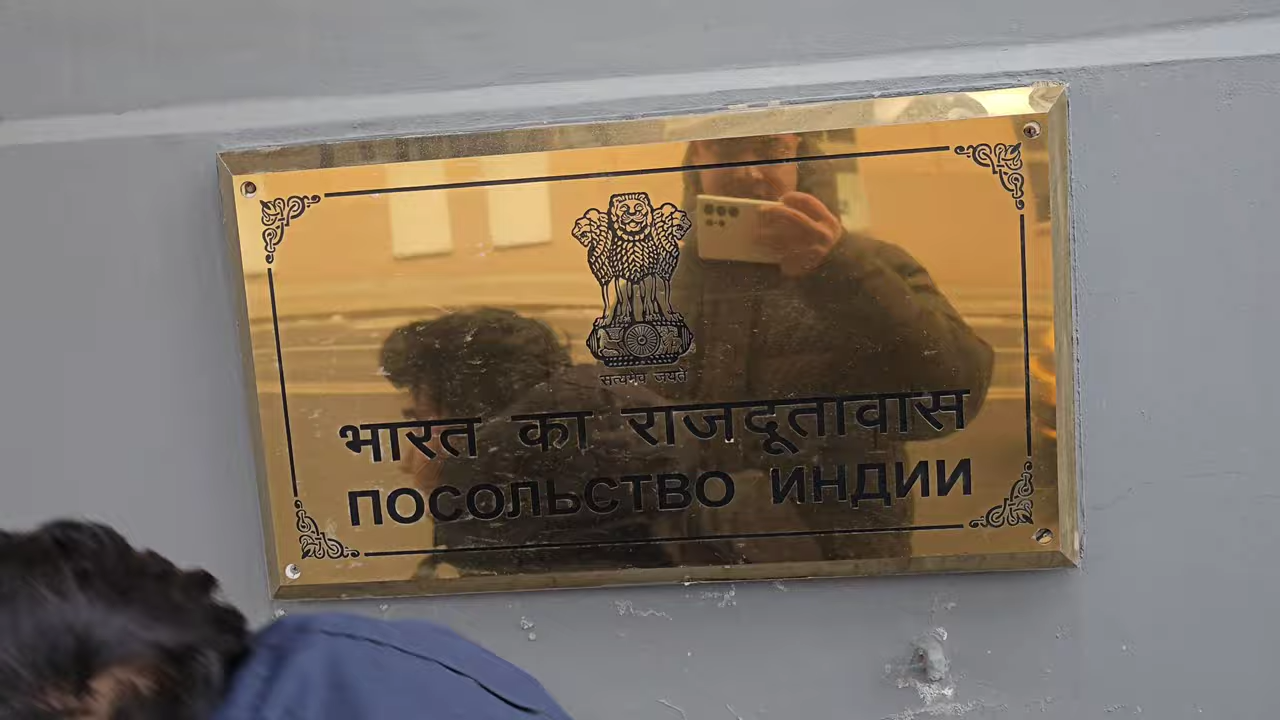 सत्यमेव जयते
भारत का राजदूतावास
ПОСОЛЬСТВО ИНДИИ